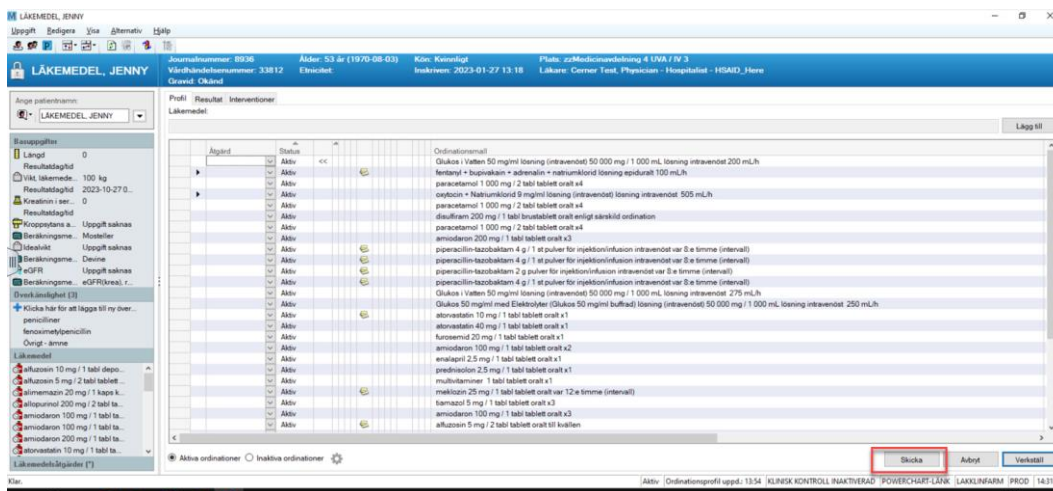 LÄKEMEDEL, JENNY
Uppgift Redigera Visa Alternativ Hjälp
LÄKEMEDEL, JENNY
Journalnummer: 8936 Ålder: 53 år (1970-08-03) Kön: Kvinnligt Plats: zzMedicinavdelning 4 UVA / IV 3
Vårdhändelsenummer: 33812 Etnicitet: Inskriven: 2023-01-27 13:18 Läkare: Cerner Test, Physician - Hospitalist - HSAID_Here
Gravid: Okänd
Ange patientnamn:
LÄKEMEDEL, JENNY
Basuppgifter
Längd 0
Resultatdag/tid
Vikt, läkemede... 100 kg
Resultatdag/tid 2023-10-27 0...
Kreatinin i ser... 0
Resultatdag/tid
Kroppsytans a... Uppgift saknas
Beräkningsme... Mosteller
Idealvikt Uppgift saknas
Beräkningsme... Devine
eGFR Uppgift saknas
Beräkningsme... eGFR(krea), r...
Överkänslighet (3)
Klicka här för att lägga till ny över...
penicilliner
fenoximetylpenicillin
Övrigt - ämne
Läkemedel
alfuzosin 10 mg / 1 tabl depo...
alfuzosin 5 mg / 2 tabl tablett ...
alimemazin 20 mg / 1 kaps k...
allopurinol 200 mg / 2 tabl ta...
amiodaron 100 mg / 1 tabl ta...
amiodaron 100 mg / 1 tabl ta...
amiodaron 200 mg / 1 tabl ta...
atorvastatin 10 mg / 1 tabl ta...
Läkemedelsåtgärder (*)
Profil Resultat Interventioner
Läkemedel:
Lägg till
Åtgärd Status Ordinationsmall
Aktiv << Glukos i Vatten 50 mg/ml lösning (intravenöst) 50 000 mg / 1 000 mL lösning intravenöst 200 mL/h
Aktiv fentanyl + bupivakain + adrenalin + natriumklorid lösning epiduralt 100 mL/h
Aktiv paracetamol 1 000 mg / 2 tabl tablett oralt x4
Aktiv oxytocin + Natriumklorid 9 mg/ml lösning (intravenöst) lösning intravenöst 505 mL/h
Aktiv paracetamol 1 000 mg / 2 tabl tablett oralt x4
Aktiv disulfiram 200 mg / 1 tabl brustablett oralt enligt särskild ordination
Aktiv paracetamol 1 000 mg / 2 tabl tablett oralt x4
Aktiv amiodaron 200 mg / 1 tabl tablett oralt x3
Aktiv piperacillin-tazobaktam 4 g / 1 st pulver för injektion/infusion intravenöst var 8:e timme (intervall)
Aktiv piperacillin-tazobaktam 4 g / 1 st pulver för injektion/infusion intravenöst var 8:e timme (intervall)
Aktiv piperacillin-tazobaktam 2 g pulver för injektion/infusion intravenöst var 8:e timme (intervall)
Aktiv piperacillin-tazobaktam 4 g / 1 st pulver för injektion/infusion intravenöst var 8:e timme (intervall)
Aktiv Glukos i Vatten 50 mg/ml lösning (intravenöst) 50 000 mg / 1 000 mL lösning intravenöst 275 mL/h
Aktiv Glukos 50 mg/ml med Elektrolyter (Glukos 50 mg/ml buffrad) lösning (intravenöst) 50 000 mg / 1 000 mL lösning intravenöst 250 mL/h
Aktiv atorvastatin 10 mg / 1 tabl tablett oralt x1
Aktiv atorvastatin 40 mg / 1 tabl tablett oralt x1
Aktiv furosemid 20 mg / 1 tabl tablett oralt x1
Aktiv amiodaron 100 mg / 1 tabl tablett oralt x2
Aktiv enalapril 2,5 mg / 1 tabl tablett oralt x1
Aktiv prednisolon 2,5 mg / 1 tabl tablett oralt x1
Aktiv multivitaminer 1 tabl tablett oralt x1
Aktiv meklozin 25 mg / 1 tabl tablett oralt var 12:e timme (intervall)
Aktiv tiamazol 5 mg / 1 tabl tablett oralt x3
Aktiv amiodaron 100 mg / 1 tabl tablett oralt x3
Aktiv alfuzosin 5 mg / 2 tabl tablett oralt till kvällen
Aktiva ordinationer Inaktiva ordinationer
Skicka Avbryt Verkställ
Klar. Aktiv Ordinationsprofil uppd.: 13:54 KLINISK KONTROLL INAKTIVERAD POWERCHART-LÄNK LAKKLINFARM PROD 14:31